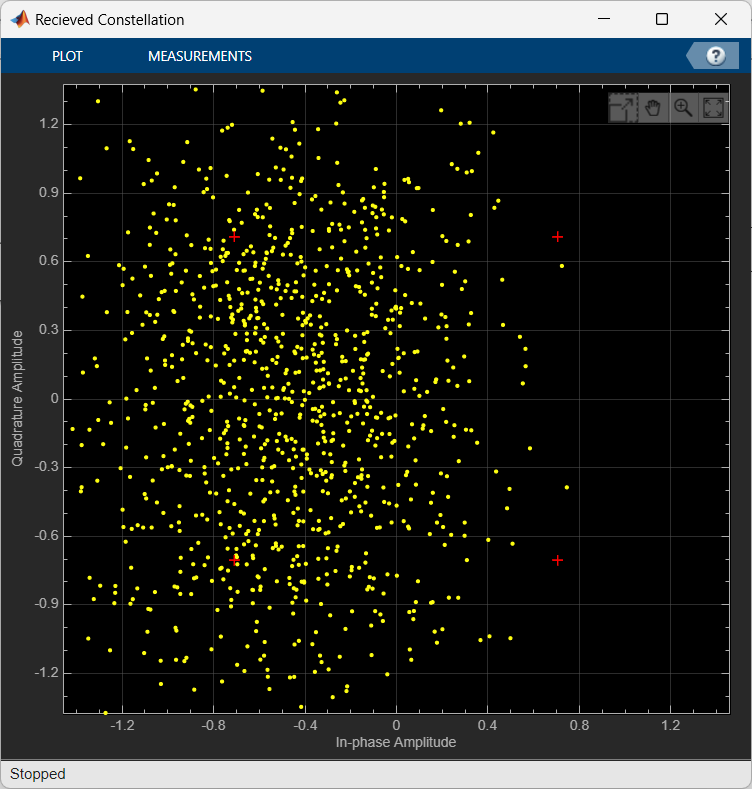 Recieved Constellation
PLOT MEASUREMENTS ?
1.2
0.9
0.6
0.3
0
-0.3
-0.6
-0.9
-1.2
Quadrature Amplitude
-1.2 -0.8 -0.4 0 0.4 0.8 1.2
In-phase Amplitude
Stopped